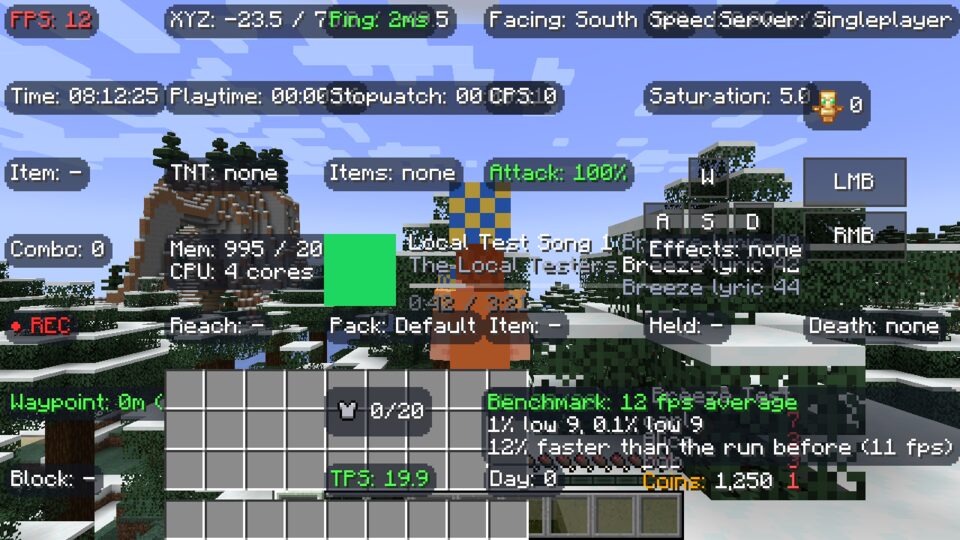 FPS: 12
XYZ: -23.5 / 7
Ping: 2ms 5
Facing: South
Speed
Server: Singleplayer
Time: 08:12:25
Playtime: 00:00
Stopwatch: 00
CPS:
Saturation: 5.0
0
Item: -
TNT: none
Items: none
Attack: 100%
W
LMB
A S D
RMB
Combo: 0
Mem: 995 / 20
CPU: 4 cores
Local Test Song 1
The Local Testers
0:42 / 3:2
Effects: none
Breeze lyric 42
Breeze lyric 44
REC
Reach: -
Pack: Default
Item: -
Held: -
Death: none
Waypoint: 0m (
0/20
Benchmark: 12 fps average
1% low 9, 0.1% low 9
12% faster than the run before (11 fps)
Block: -
TPS: 19.9
Day: 0
Coins: 1,250
1